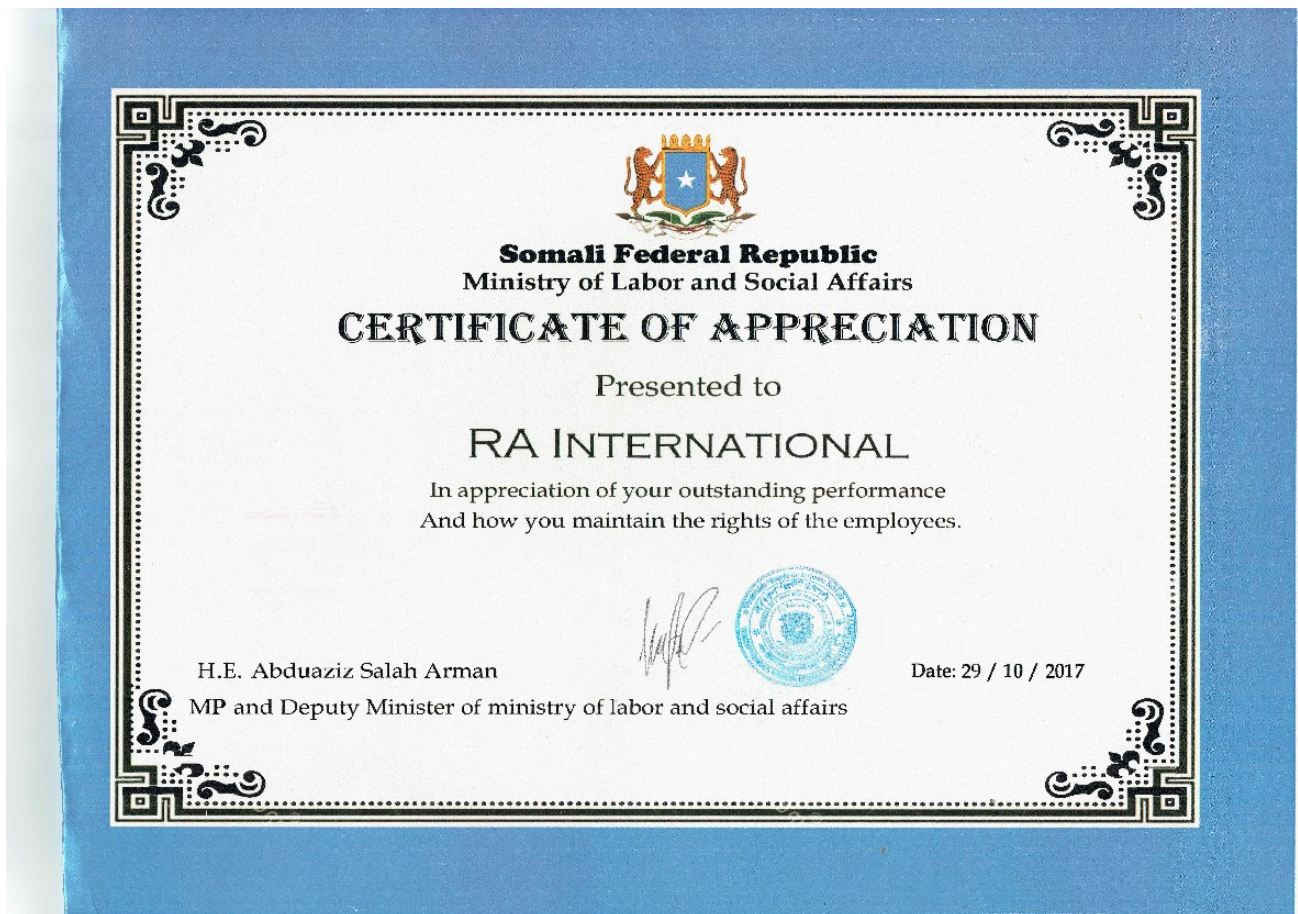 Somali Federal Republic
Ministry of Labor and Social Affairs
CERTIFICATE OF APPRECIATION
Presented to
RA INTERNATIONAL
In appreciation of your outstanding performance
And how you maintain the rights of the employees.
H.E. Abduaziz Salah Arman
Date: 29 / 10 / 2017
MP and Deputy Minister of ministry of labor and social affairs